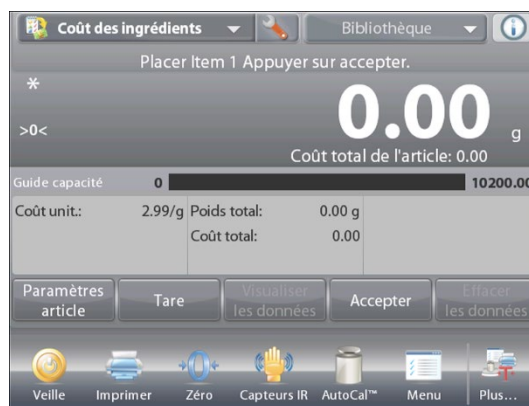 Coût des ingrédients
Bibliothèque
Placer Item 1 Appuyer sur accepter.
*
>0<
0.00 g
Coût total de l'article: 0.00
Guide capacité 0 10200.00
Coût unit.: 2.99/g Poids total: 0.00 g
Coût total: 0.00
Paramètres article
Tare
Visualiser les données
Accepter
Effacer les données
Veille
Imprimer
Zéro
Capteurs IR
AutoCal™
Menu
Plus...